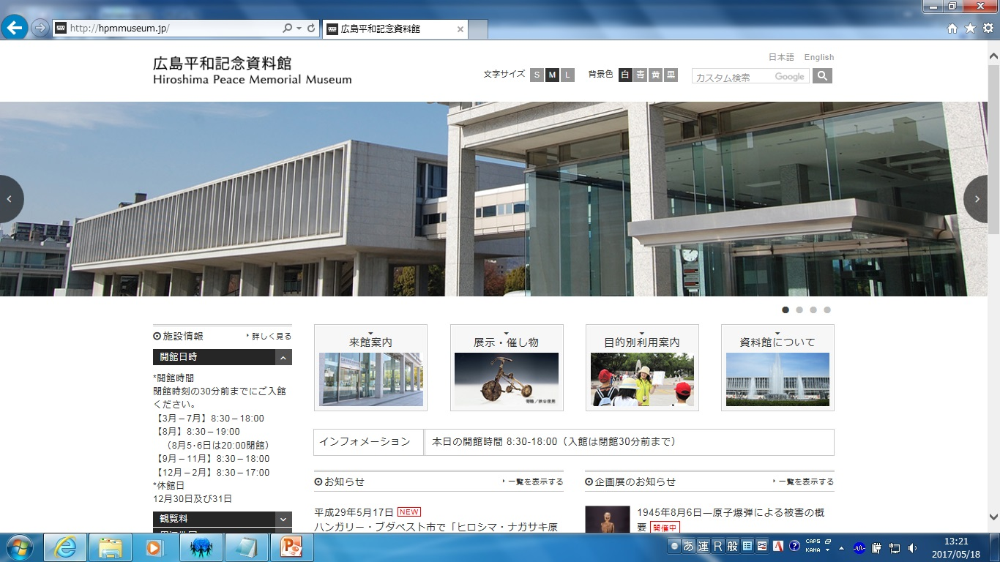 http://hpmmuseum.jp/
広島平和記念資料館
広島平和記念資料館
Hiroshima Peace Memorial Museum
日本語 English
文字サイズ S M L 背景色 白 青 黄 黒
カスタム検索 Google
施設情報 詳しく見る
開館日時
*開館時間
閉館時刻の30分前までにご入館
ください。
【3月－7月】8:30－18:00
【8月】8:30－19:00
（8月5･6日は20:00閉館）
【9月－11月】8:30－18:00
【12月－2月】8:30－17:00
*休館日
12月30日及び31日
観覧料
来館案内
展示・催し物
目的別利用案内
資料館について
インフォメーション 本日の開館時間 8:30-18:00（入館は閉館30分前まで）
お知らせ 一覧を表示する
平成29年5月17日 NEW
ハンガリー・ブダペスト市で「ヒロシマ・ナガサキ原
企画展のお知らせ 一覧を表示する
1945年8月6日―原子爆弾による被害の概
要 開催中
あ 連 R 般
CAPS
KANA
13:21
2017/05/18